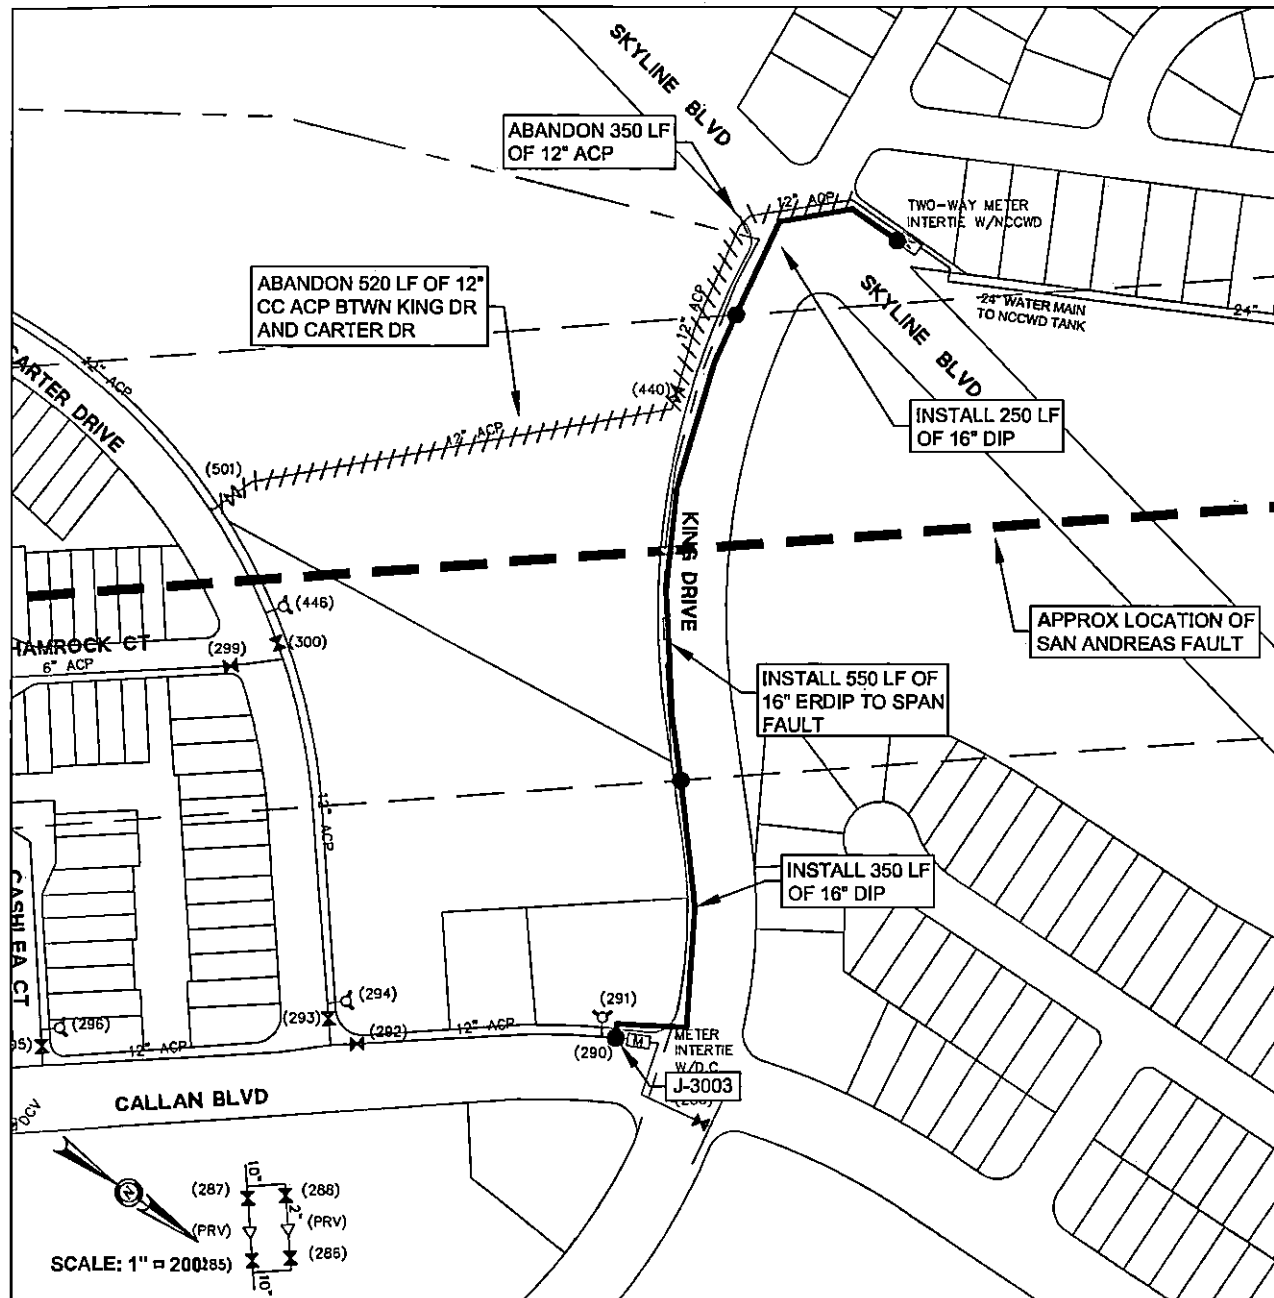 SKYLINE BLVD
ABANDON 350 LF
OF 12" ACP
12" ACP
TWO-WAY METER
INTERTIE W/NCCWD
M
ABANDON 520 LF OF 12"
CC ACP BTWN KING DR
AND CARTER DR
12" ACP
SKYLINE BLVD
24" WATER MAIN
TO NCCWD TANK
24"
CARTER DRIVE
12" ACP
(440)
INSTALL 250 LF
OF 16" DIP
12" ACP
(501)
KING DRIVE
(446)
APPROX LOCATION OF
SAN ANDREAS FAULT
HAMROCK CT
6" ACP
(299)
(300)
INSTALL 550 LF OF
16" ERDIP TO SPAN
FAULT
12" ACP
INSTALL 350 LF
OF 16" DIP
CASHLEA CT
(294)
(293)
(296)
95)
12" ACP
(292)
12" ACP
(291)
(290)
M
METER
INTERTIE
W/D.C
J-3003
CALLAN BLVD
DCV
N
10"
(287)
(288)
2"
(PRV)
(PRV)
SCALE: 1" = 200'
285)
(286)
10"